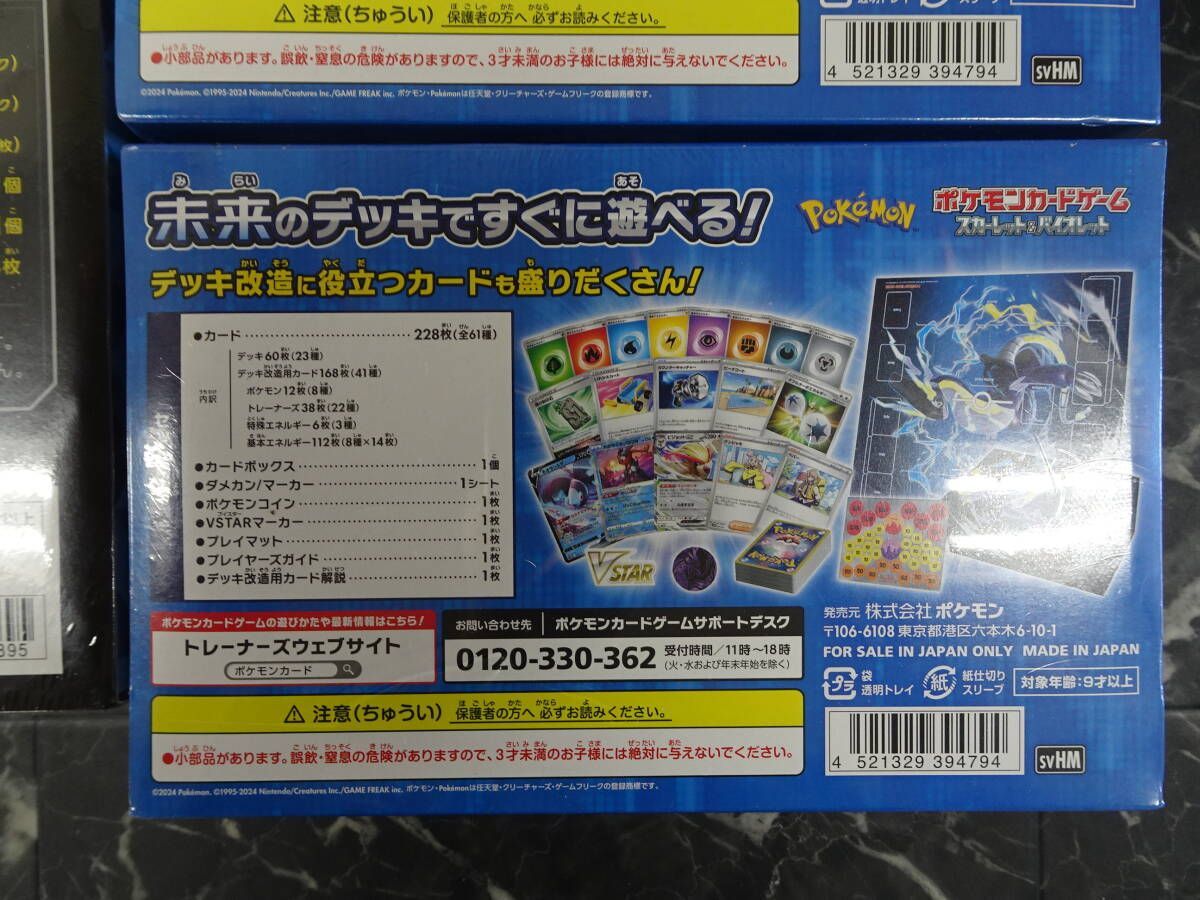 ⚠ 注意(ちゅうい) 保護者の方へ 必ずお読みください。
●小部品があります。誤飲・窒息の危険がありますので、3才未満のお子様には絶対に与えないでください。
©2024 Pokémon. ©1995-2024 Nintendo/Creatures Inc./GAME FREAK inc. ポケモン・Pokémonは任天堂・クリーチャーズ・ゲームフリークの登録商標です。
透明トレイ
スリーブ
4 521329 394794
svHM
ク)
ク)
枚)
個
個
枚
以上
895
未来のデッキですぐに遊べる!
デッキ改造に役立つカードも盛りだくさん!
POKÉMON
ポケモンカードゲーム
スカーレット&バイオレット
●カード 228枚(全61種)
内訳
デッキ60枚(23種)
デッキ改造用カード168枚(41種)
ポケモン12枚(8種)
トレーナーズ38枚(22種)
特殊エネルギー6枚(3種)
基本エネルギー112枚(8種×14枚)
●カードボックス 1個
●ダメカン/マーカー 1シート
●ポケモンコイン 1枚
●VSTARマーカー 1枚
●プレイマット 1枚
●プレイヤーズガイド 1枚
●デッキ改造用カード解説 1枚
VSTAR
ポケモンカードゲームの遊びかたや最新情報はこちら!
トレーナーズウェブサイト
ポケモンカード
お問い合わせ先 ポケモンカードゲームサポートデスク
0120-330-362 受付時間/11時~18時
(火・水および年末年始を除く)
発売元 株式会社 ポケモン
〒106-6108 東京都港区六本木6-10-1
FOR SALE IN JAPAN ONLY MADE IN JAPAN
プラ 袋 透明トレイ
紙 紙仕切り スリーブ
対象年齢:9才以上
⚠ 注意(ちゅうい) 保護者の方へ 必ずお読みください。
●小部品があります。誤飲・窒息の危険がありますので、3才未満のお子様には絶対に与えないでください。
4 521329 394794
svHM
©2024 Pokémon. ©1995-2024 Nintendo/Creatures Inc./GAME FREAK inc. ポケモン・Pokémonは任天堂・クリーチャーズ・ゲームフリークの登録商標です。